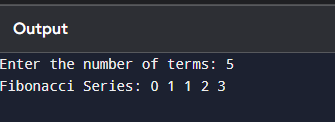 Output
Enter the number of terms: 5
Fibonacci Series: 0 1 1 2 3